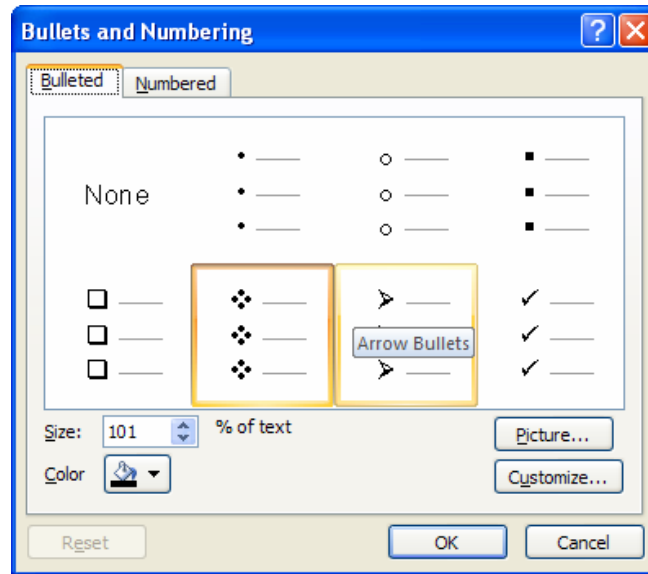 Bullets and Numbering
Bulleted Numbered
None
Arrow Bullets
Size: 101 % of text
Picture...
Color
Customize...
Reset OK Cancel